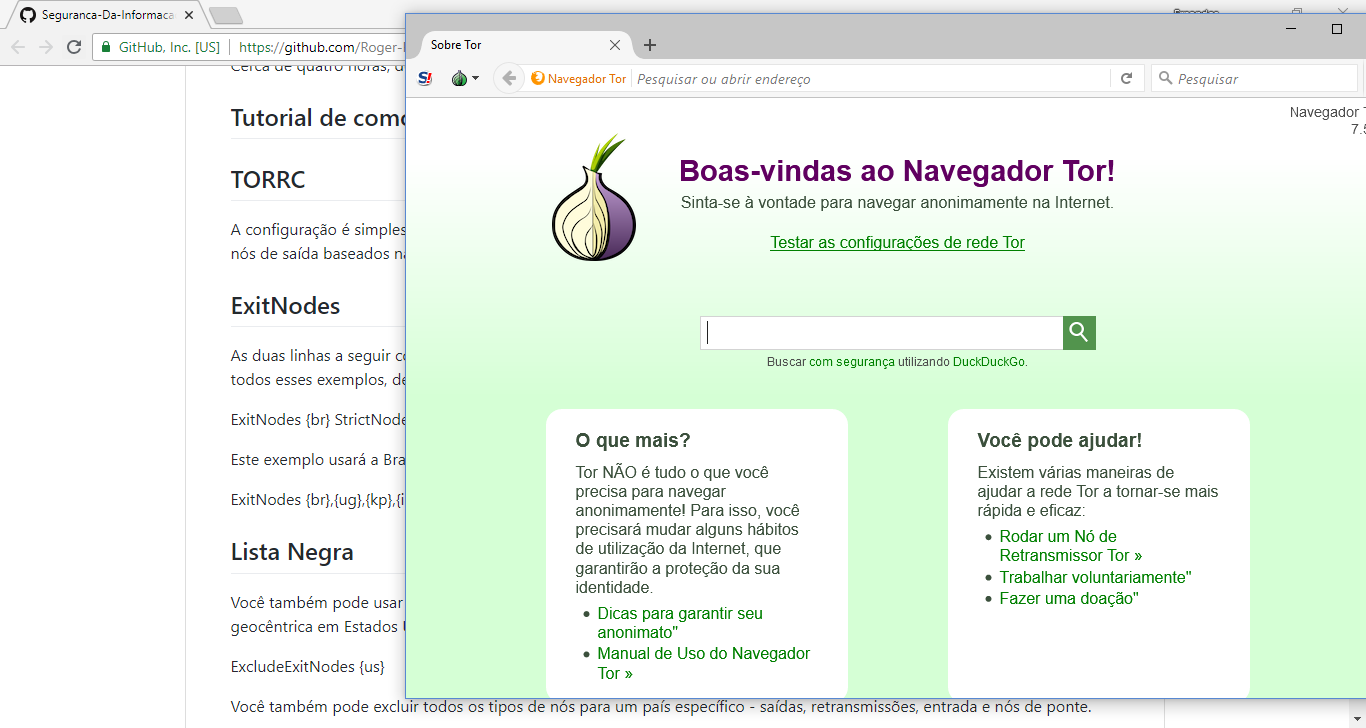 Seguranca-Da-Informaca
GitHub, Inc. [US]
https://github.com/Roger-
Cerca de quatro horas, d
Tutorial de como
TORRC
A configuração é simples
nós de saída baseados na
ExitNodes
As duas linhas a seguir co
todos esses exemplos, de
ExitNodes {br} StrictNode
Este exemplo usará a Bra
ExitNodes {br},{ug},{kp},{i
Lista Negra
Você também pode usar
geocêntrica em Estados
ExcludeExitNodes {us}
Você também pode excluir todos os tipos de nós para um país específico - saídas, retransmissões, entrada e nós de ponte.
Sobre Tor
S!
Navegador Tor
Pesquisar ou abrir endereço
Pesquisar
Navegador T
7.5
Boas-vindas ao Navegador Tor!
Sinta-se à vontade para navegar anonimamente na Internet.
Testar as configurações de rede Tor
Buscar com segurança utilizando DuckDuckGo.
O que mais?
Tor NÃO é tudo o que você
precisa para navegar
anonimamente! Para isso, você
precisará mudar alguns hábitos
de utilização da Internet, que
garantirão a proteção da sua
identidade.
Dicas para garantir seu
anonimato"
Manual de Uso do Navegador
Tor »
Você pode ajudar!
Existem várias maneiras de
ajudar a rede Tor a tornar-se mais
rápida e eficaz:
Rodar um Nó de
Retransmissor Tor »
Trabalhar voluntariamente"
Fazer uma doação"